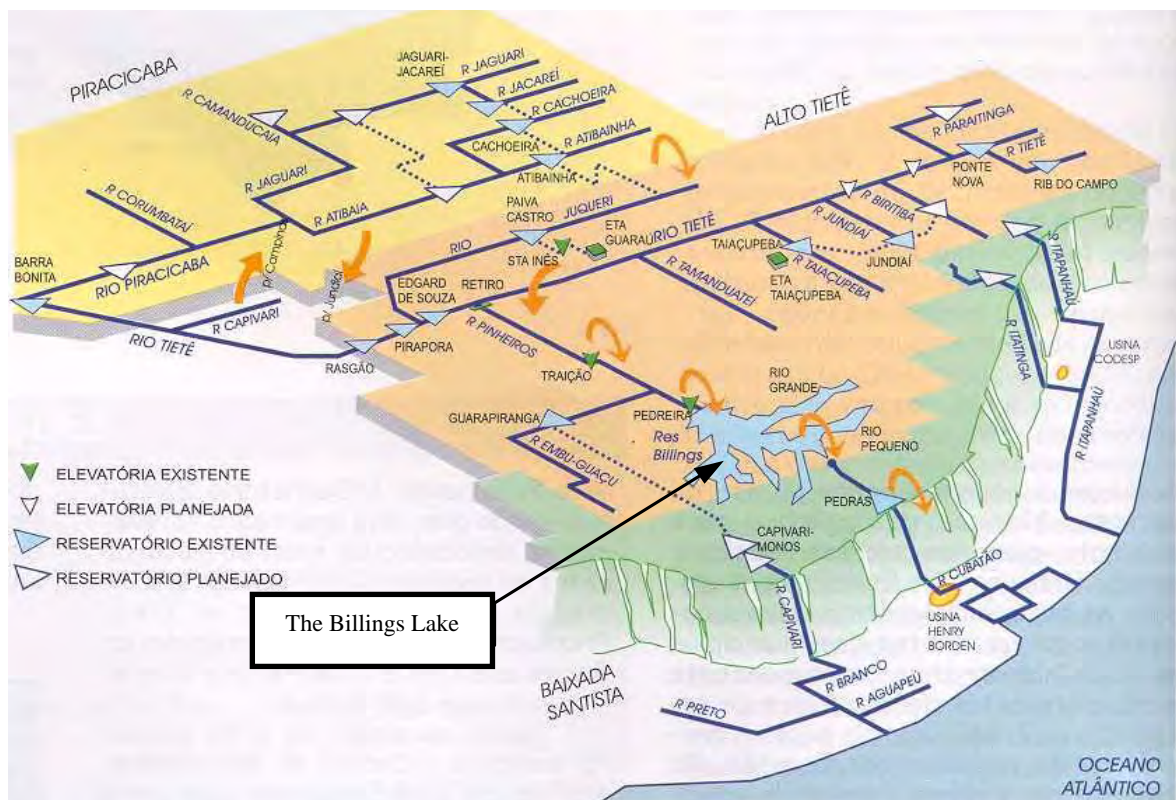 PIRACICABA
R CAMANDUCAIA
JAGUARI-
JACAREÍ
R JAGUARI
R JACAREÍ
R CACHOEIRA
CACHOEIRA
R ATIBAINHA
ATIBAINHA
R JAGUARI
R CORUMBATAÍ
R ATIBAIA
BARRA
BONITA
RIO PIRACICABA
p/ Campinas
p/ Jundiaí
R CAPIVARI
RIO TIETÊ
ALTO TIETÊ
R PARAITINGA
PONTE
NOVA
R TIETÊ
RIB DO CAMPO
PAIVA
CASTRO
RIO
JUQUERI
STA INÊS
ETA
GUARAÚ
RIO TIETÊ
R BIRITIBA
R JUNDIAÍ
JUNDIAÍ
TAIAÇUPEBA
R TAIAÇUPEBA
ETA
TAIAÇUPEBA
R TAMANDUATEÍ
EDGARD
DE SOUZA
RETIRO
PIRAPORA
RASGÃO
R PINHEIROS
TRAIÇÃO
GUARAPIRANGA
R EMBU-GUAÇU
PEDREIRA
Res
Billings
RIO
GRANDE
RIO
PEQUENO
PEDRAS
R ITAPANHAÚ
R ITATINGA
USINA
CODESP
R ITAPANHAÚ
CAPIVARI-
MONOS
R CAPIVARI
R CUBATÃO
USINA
HENRY
BORDEN
R BRANCO
R AGUAPEÚ
R PRETO
BAIXADA
SANTISTA
OCEANO
ATLÂNTICO
ELEVATÓRIA EXISTENTE
ELEVATÓRIA PLANEJADA
RESERVATÓRIO EXISTENTE
RESERVATÓRIO PLANEJADO
The Billings Lake